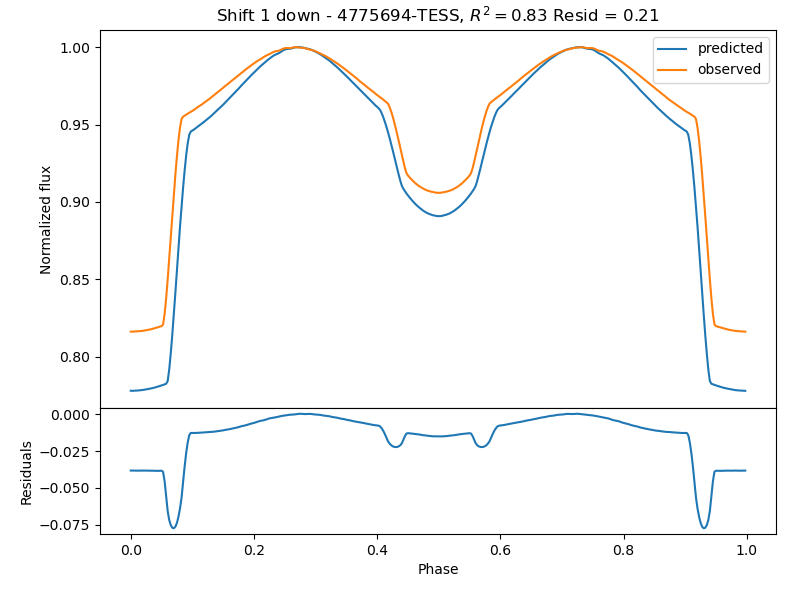 Shift 1 down - 4775694-TESS, R² = 0.83 Resid = 0.21
predicted
observed
Normalized flux
1.00
0.95
0.90
0.85
0.80
Residuals
0.000
−0.025
−0.050
−0.075
0.0
0.2
0.4
0.6
0.8
1.0
Phase